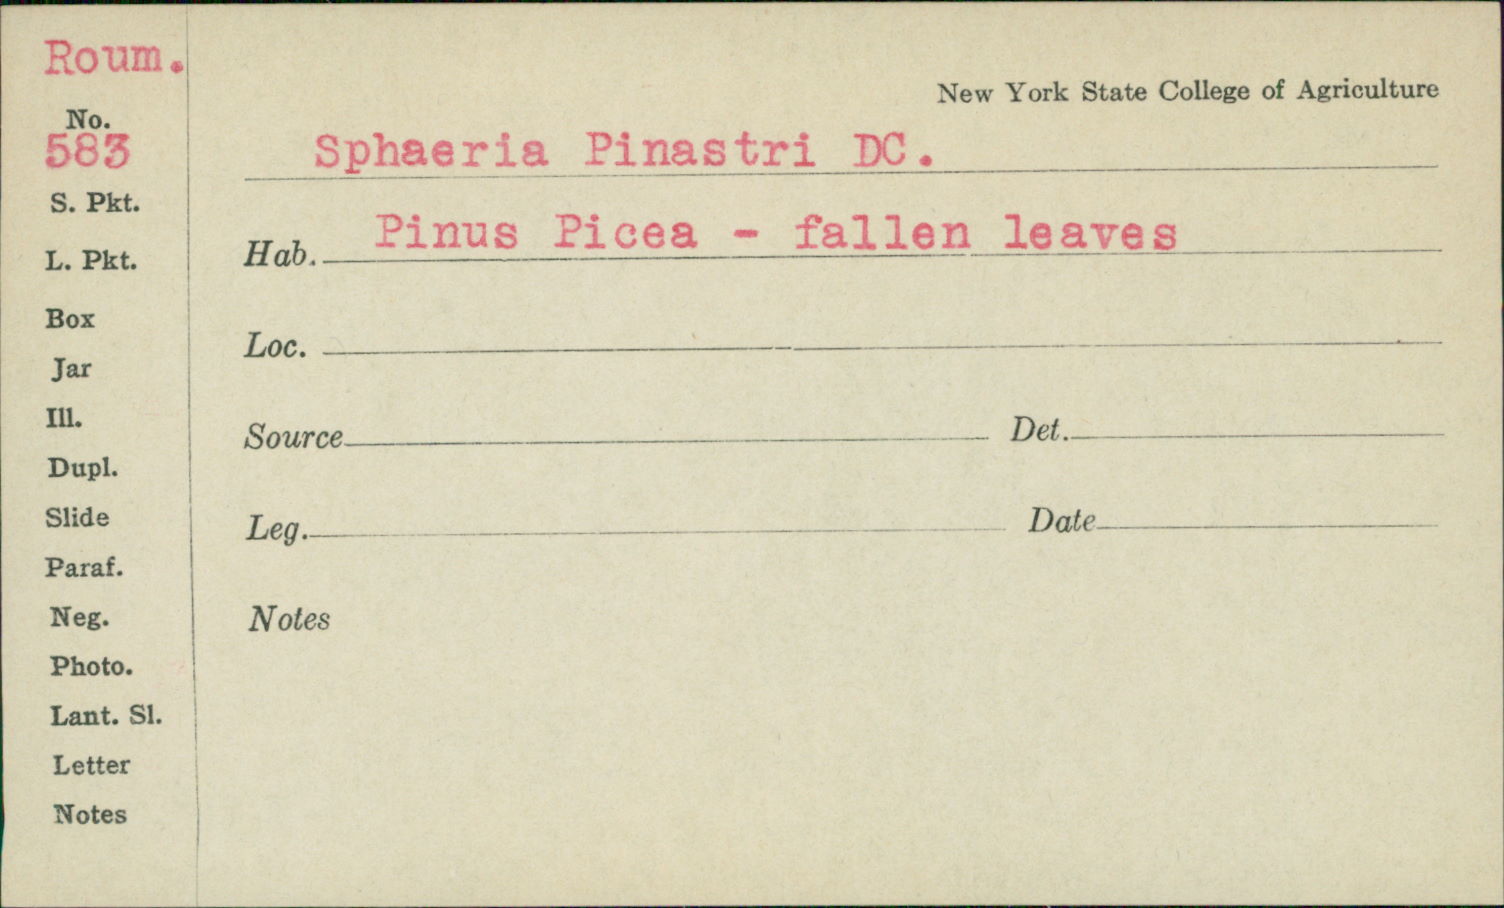 Roum.
New York State College of Agriculture
No.
583
Sphaeria Pinastri DC.
S. Pkt.
Hab. Pinus Picea - fallen leaves
L. Pkt.
Box
Loc.
Jar
Ill.
Source Det.
Dupl.
Slide
Leg. Date
Paraf.
Neg.
Notes
Photo.
Lant. Sl.
Letter
Notes